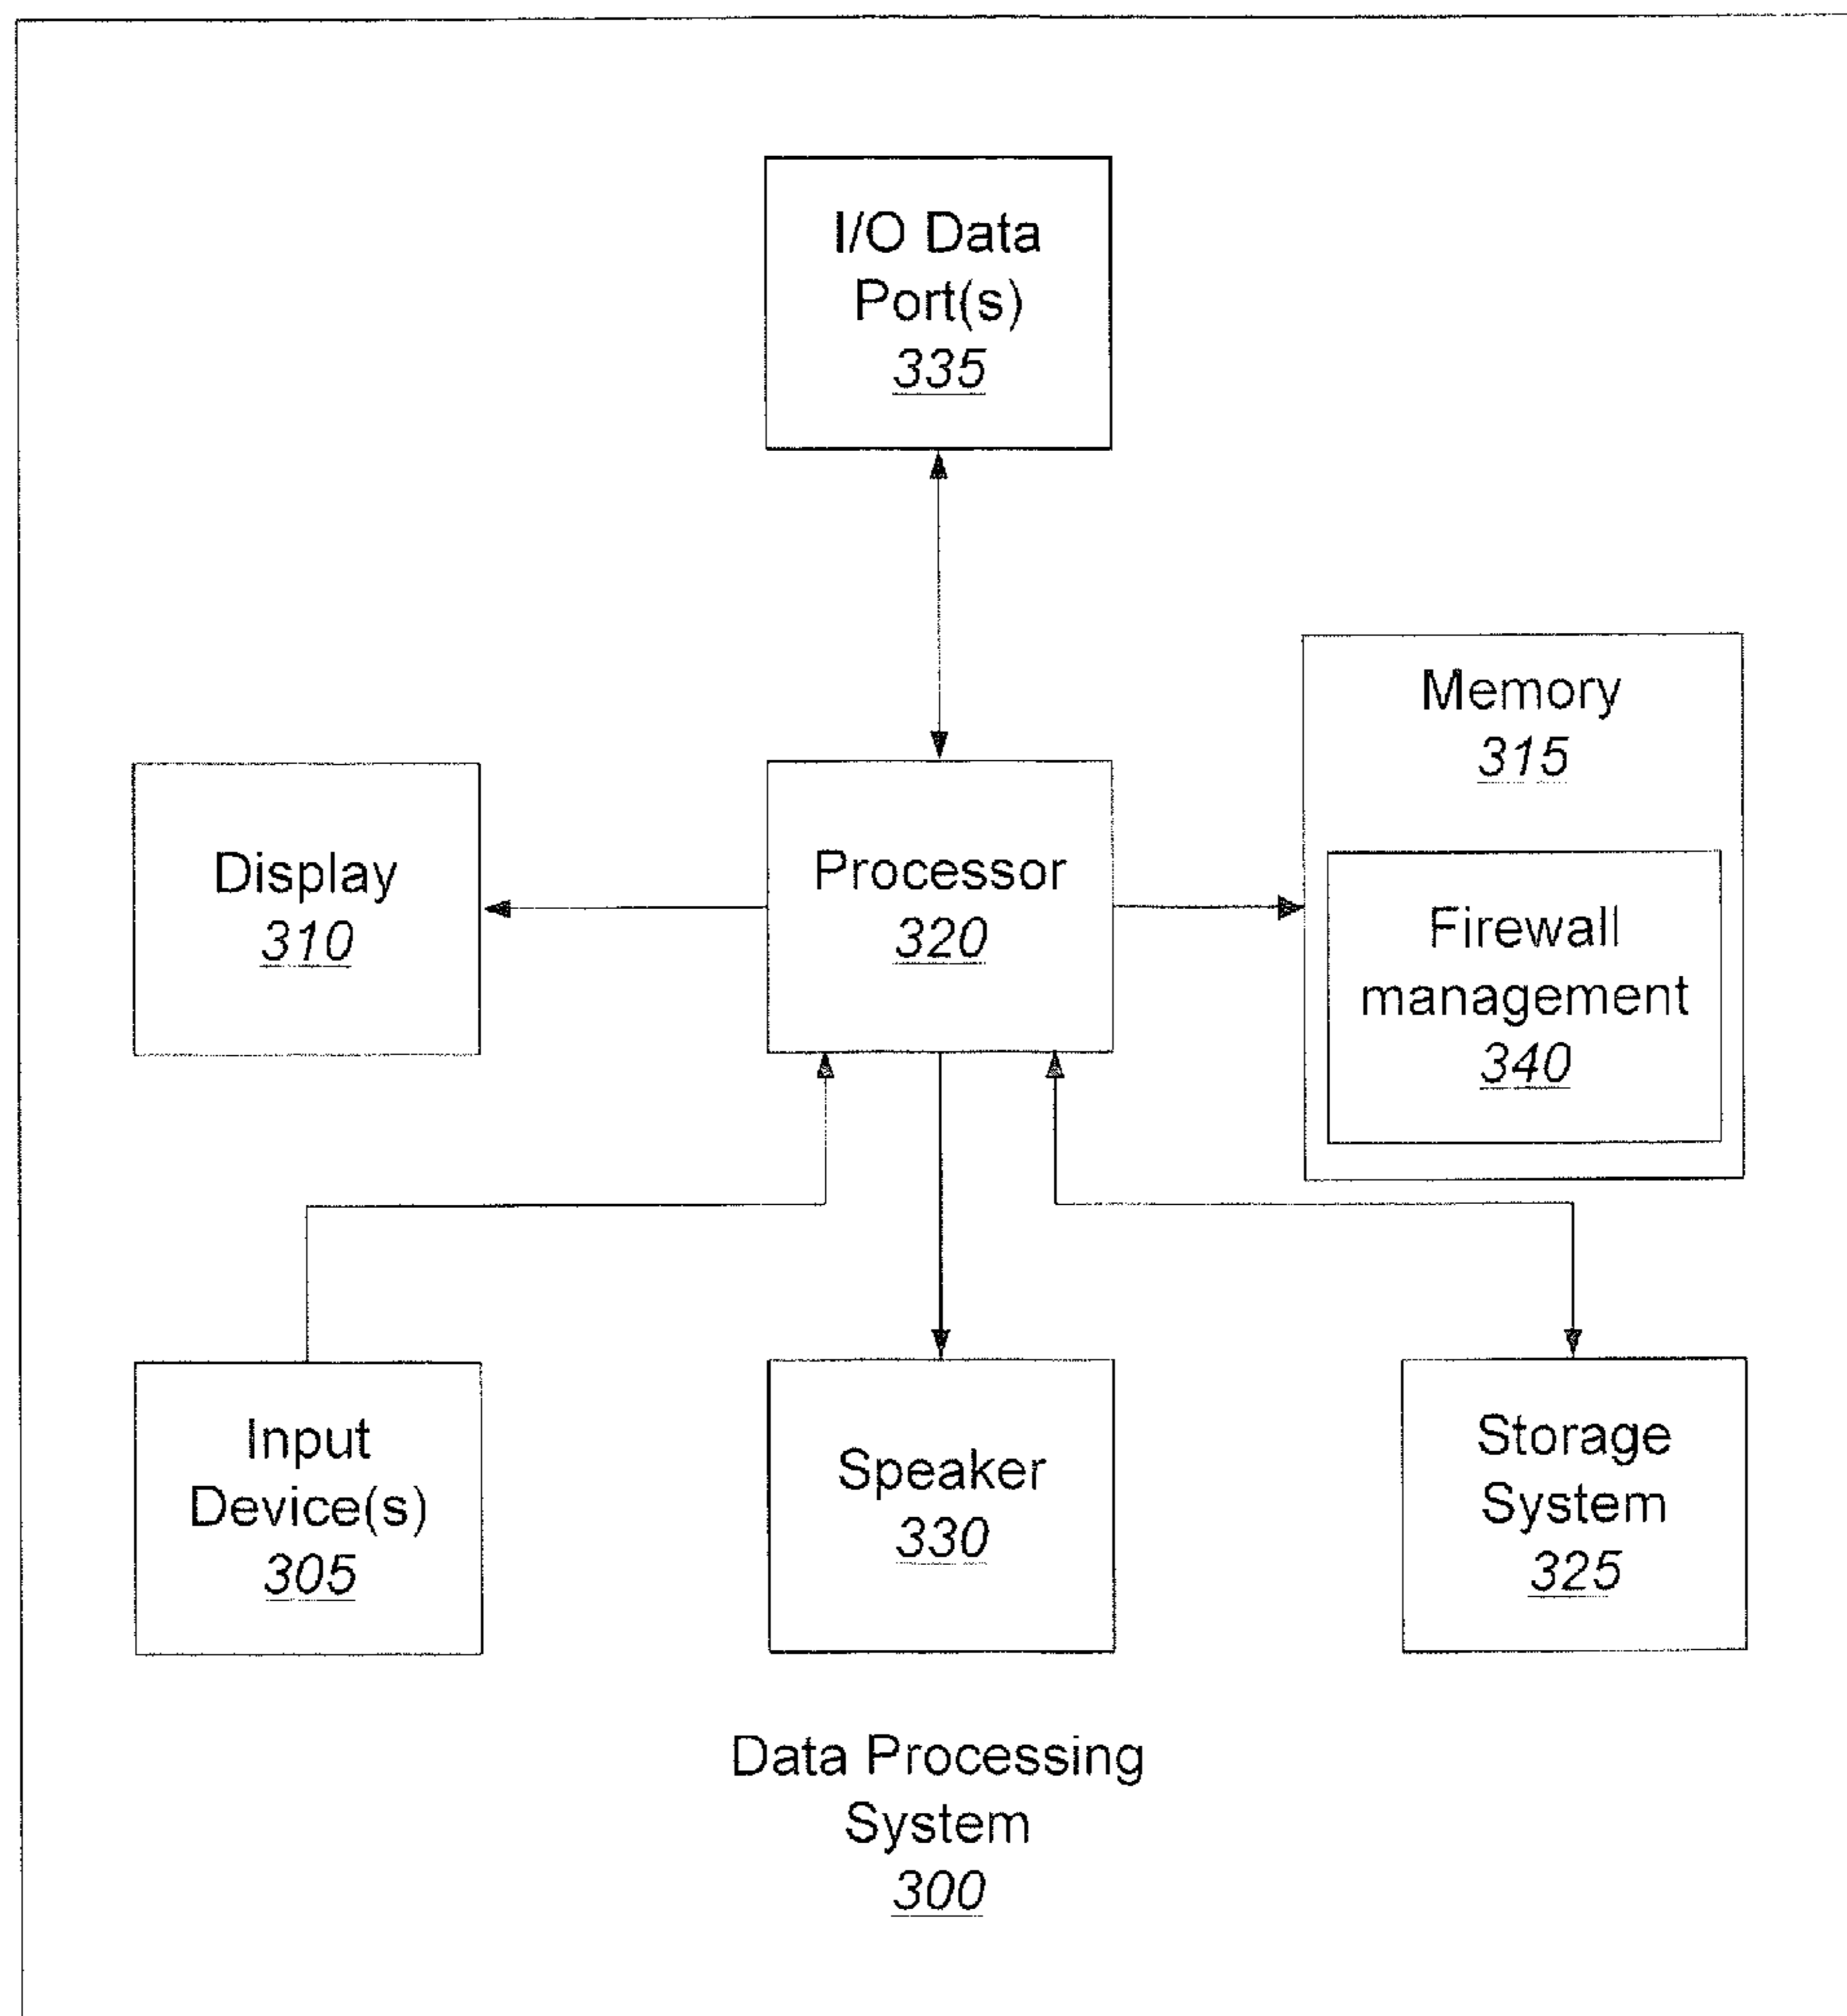 I/O Data
Port(s)
335
Memory
315
Display
310
Processor
320
Firewall
management
340
Input
Device(s)
305
Speaker
330
Storage
System
325
Data Processing
System
300